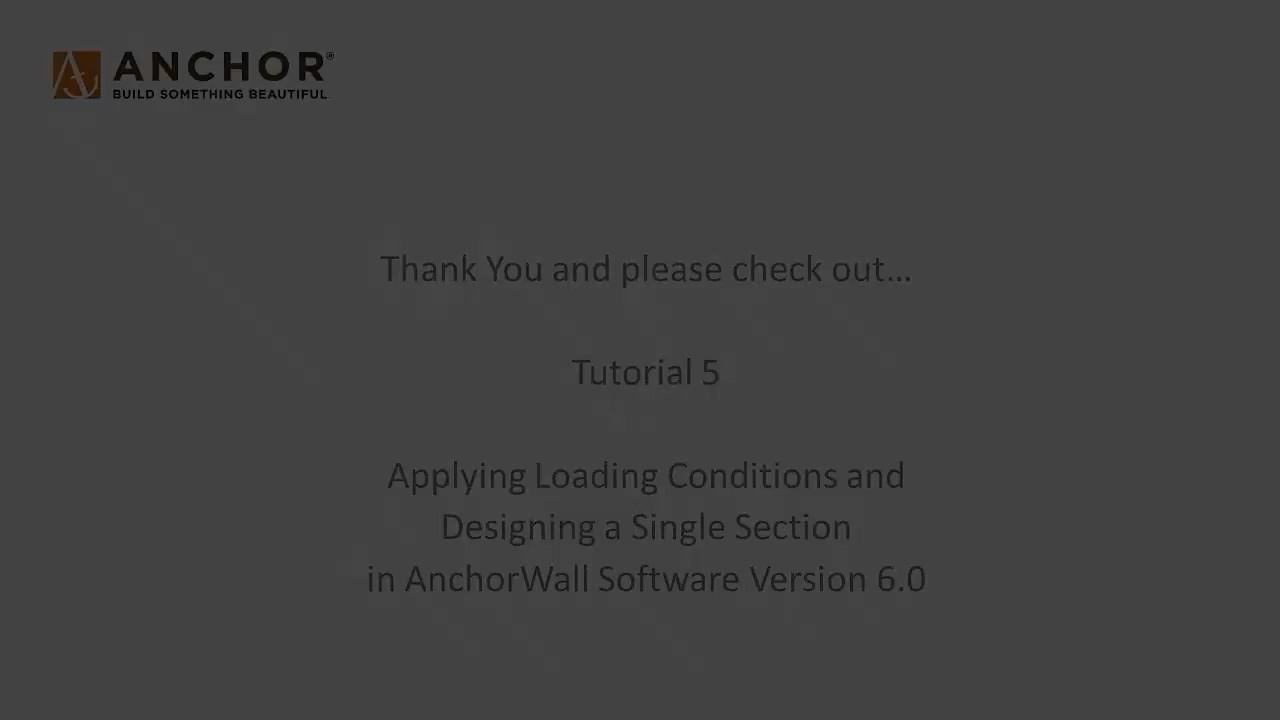 ANCHOR®
BUILD SOMETHING BEAUTIFUL
Thank You and please check out…
Tutorial 5
Applying Loading Conditions and
Designing a Single Section
in AnchorWall Software Version 6.0